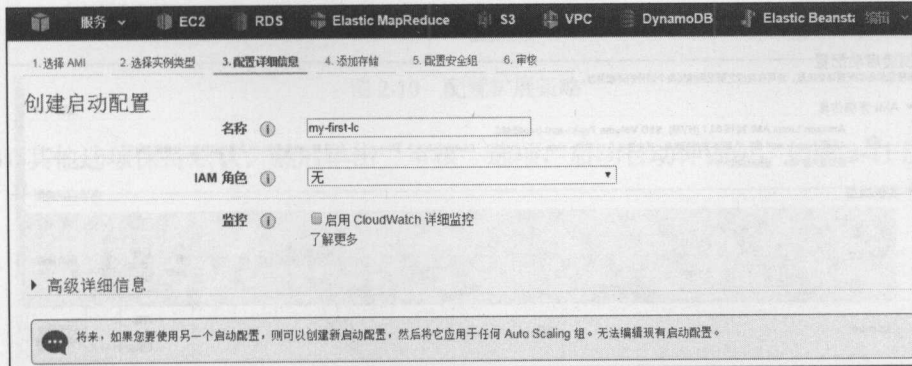 服务 EC2 RDS Elastic MapReduce S3 VPC DynamoDB Elastic Beansta 编辑
1. 选择 AMI 2. 选择实例类型 3. 配置详细信息 4. 添加存储 5. 配置安全组 6. 审核
创建启动配置
名称 my-first-lc
IAM 角色 无
监控 启用 CloudWatch 详细监控
了解更多
高级详细信息
将来，如果您要使用另一个启动配置，则可以创建新启动配置，然后将它应用于任何 Auto Scaling 组。无法编辑现有启动配置。